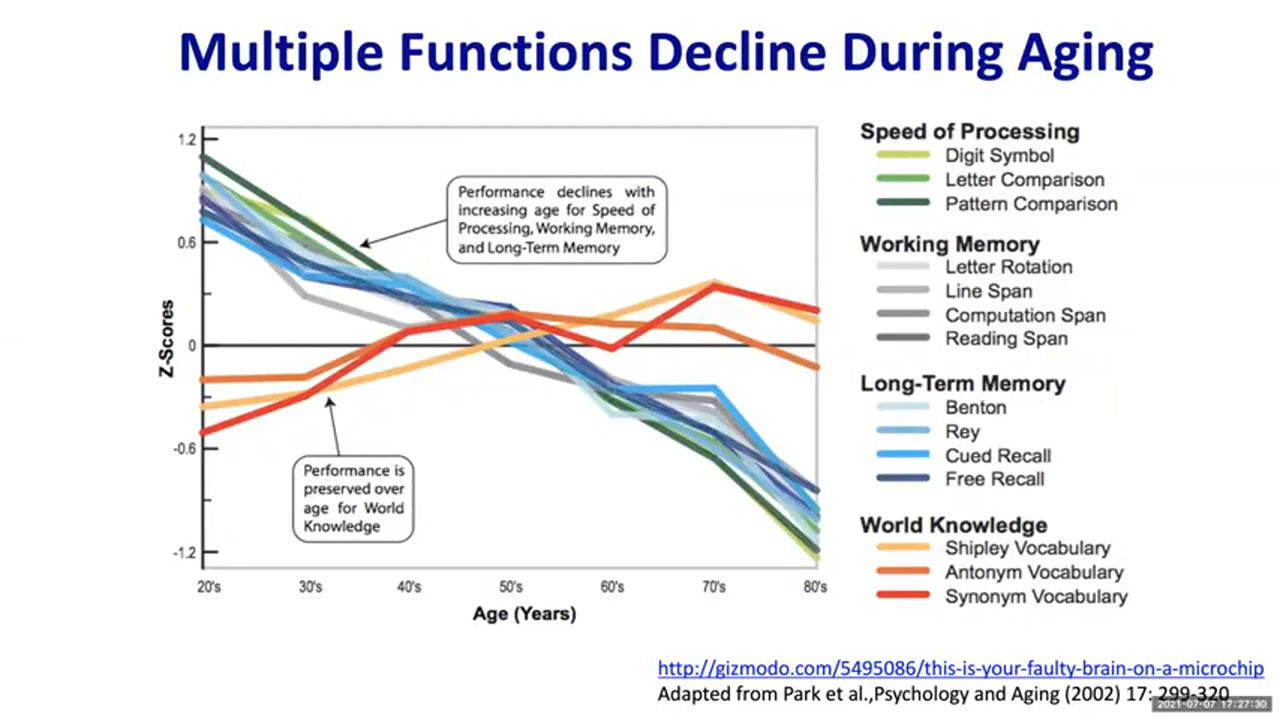 Multiple Functions Decline During Aging
1.2
0.6
0
-0.6
-1.2
Z-Scores
20's 30's 40's 50's 60's 70's 80's
Age (Years)
Performance declines with
increasing age for Speed of
Processing, Working Memory,
and Long-Term Memory
Performance is
preserved over
age for World
Knowledge
Speed of Processing
Digit Symbol
Letter Comparison
Pattern Comparison
Working Memory
Letter Rotation
Line Span
Computation Span
Reading Span
Long-Term Memory
Benton
Rey
Cued Recall
Free Recall
World Knowledge
Shipley Vocabulary
Antonym Vocabulary
Synonym Vocabulary
http://gizmodo.com/5495086/this-is-your-faulty-brain-on-a-microchip
Adapted from Park et al.,Psychology and Aging (2002) 17: 299-320
2021-07-07 17:27:30